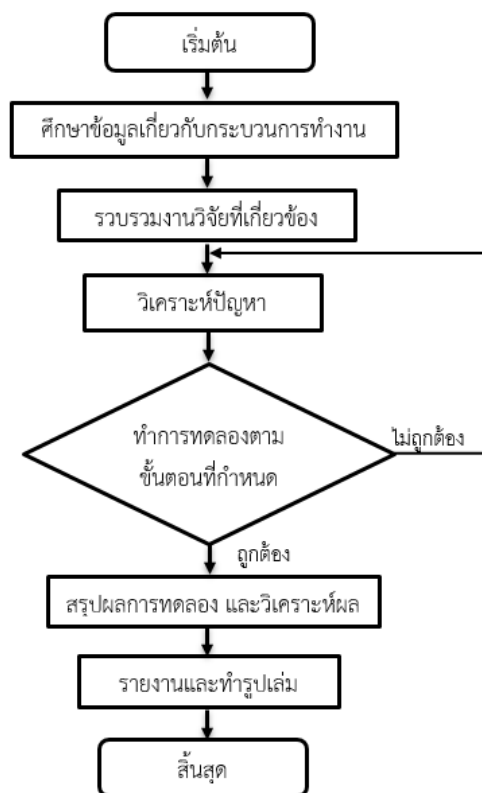 เริ่มต้น
ศึกษาข้อมูลเกี่ยวกับกระบวนการทำงาน
รวบรวมงานวิจัยที่เกี่ยวข้อง
วิเคราะห์ปัญหา
ทำการทดลองตาม
ขั้นตอนที่กำหนด
ไม่ถูกต้อง
ถูกต้อง
สรุปผลการทดลอง และวิเคราะห์ผล
รายงานและทำรูปเล่ม
สิ้นสุด